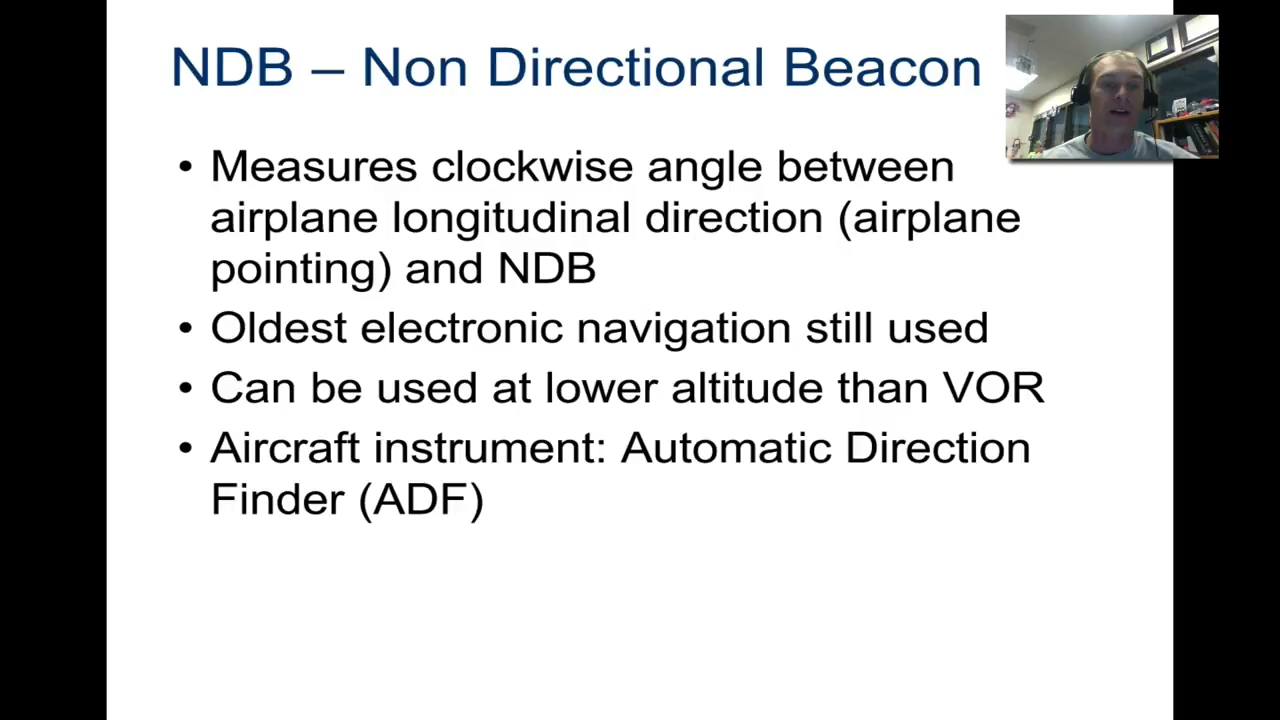 NDB – Non Directional Beacon
• Measures clockwise angle between
airplane longitudinal direction (airplane
pointing) and NDB
• Oldest electronic navigation still used
• Can be used at lower altitude than VOR
• Aircraft instrument: Automatic Direction
Finder (ADF)